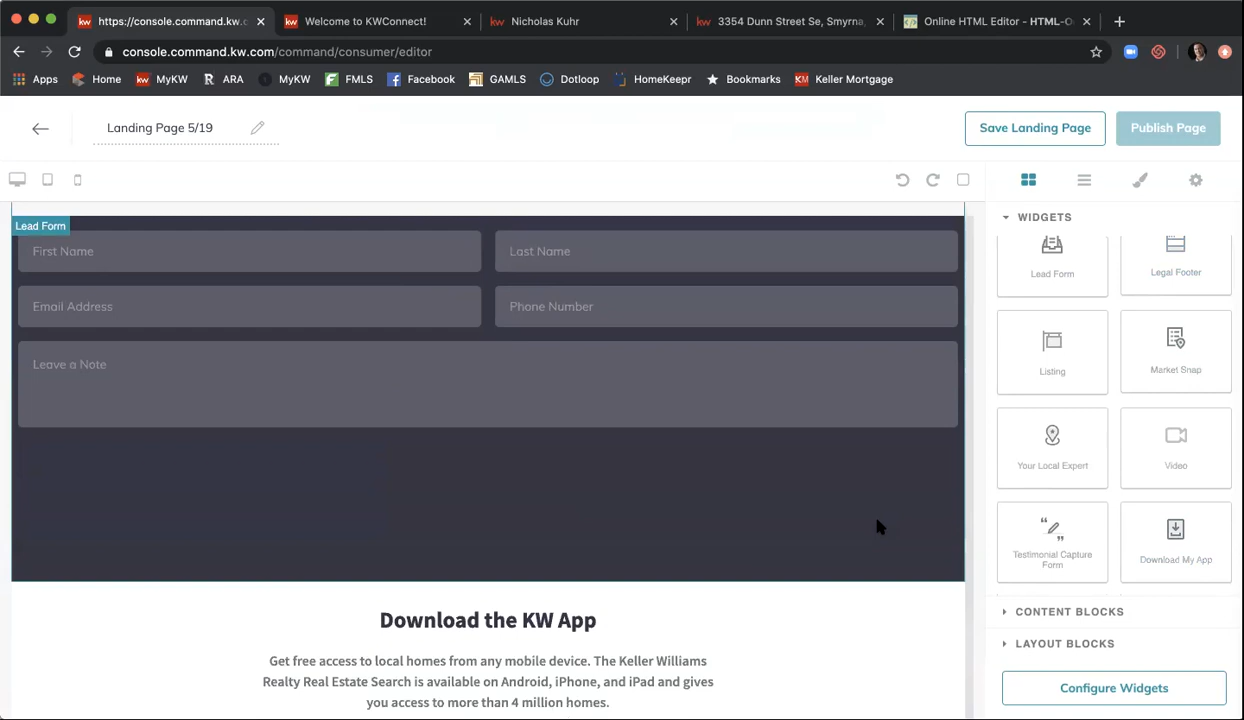 https://console.command.kw.c
Welcome to KWConnect!
Nicholas Kuhr
3354 Dunn Street Se, Smyrna,
Online HTML Editor - HTML-O
console.command.kw.com/command/consumer/editor
Apps
Home
MyKW
ARA
MyKW
FMLS
Facebook
GAMLS
Dotloop
HomeKeepr
Bookmarks
Keller Mortgage
Landing Page 5/19
Save Landing Page
Publish Page
Lead Form
First Name
Last Name
Email Address
Phone Number
Leave a Note
Download the KW App
Get free access to local homes from any mobile device. The Keller Williams
Realty Real Estate Search is available on Android, iPhone, and iPad and gives
you access to more than 4 million homes.
WIDGETS
Lead Form
Legal Footer
Listing
Market Snap
Your Local Expert
Video
Testimonial Capture
Form
Download My App
CONTENT BLOCKS
LAYOUT BLOCKS
Configure Widgets